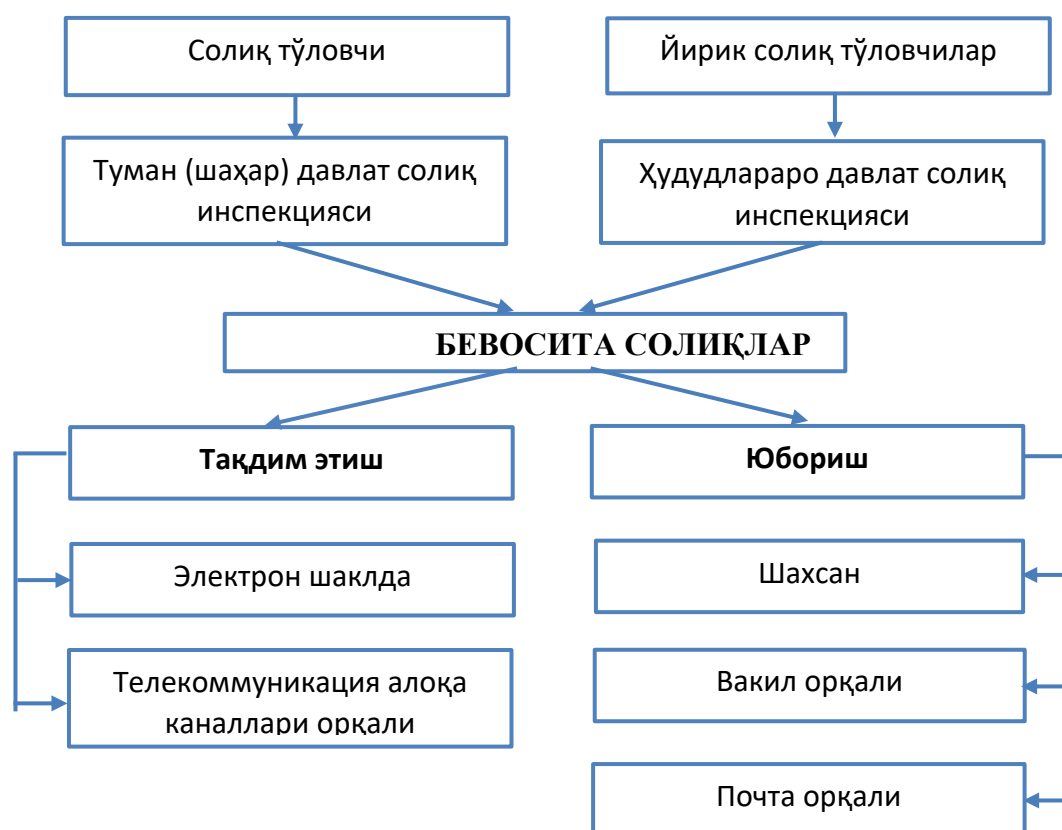 Солиқ тўловчи
Йирик солиқ тўловчилар
Туман (шаҳар) давлат солиқ
инспекцияси
Ҳудудлараро давлат солиқ
инспекцияси
БЕВОСИТА СОЛИҚЛАР
Тақдим этиш
Юбориш
Электрон шаклда
Шахсан
Телекоммуникация алоқа
каналлари орқали
Вакил орқали
Почта орқали